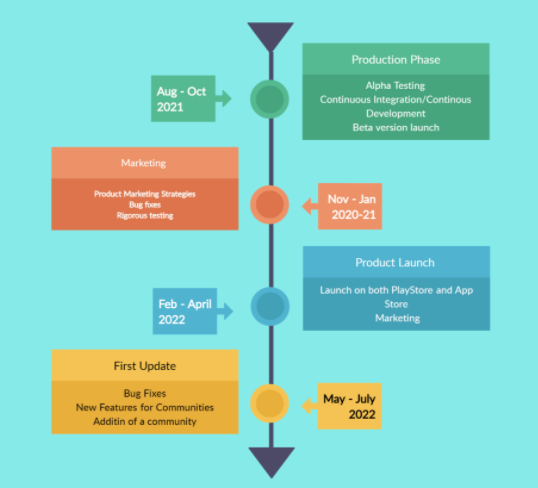 Production Phase
Alpha Testing
Continuous Integration/Continous
Development
Beta version launch
Aug - Oct
2021
Marketing
Product Marketing Strategies
Bug fixes
Rigorous testing
Nov - Jan
2020-21
Product Launch
Launch on both PlayStore and App
Store
Marketing
Feb - April
2022
First Update
Bug Fixes
New Features for Communities
Additin of a community
May - July
2022